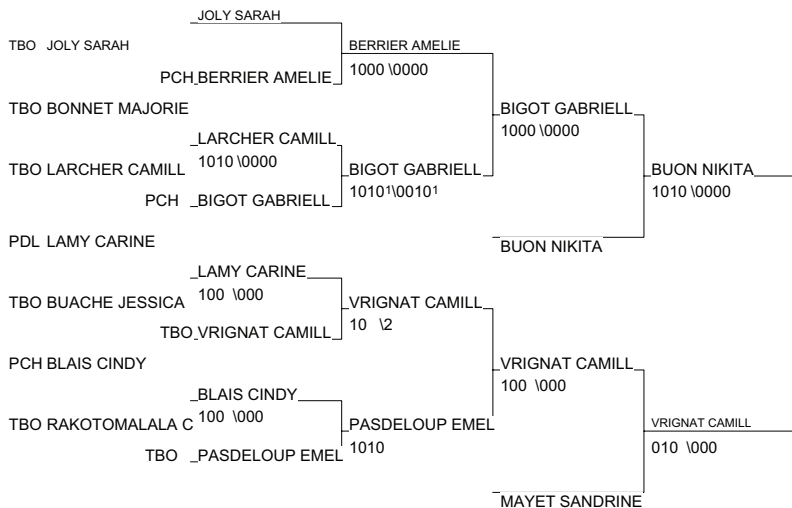 JOLY SARAH
TBO JOLY SARAH
BERRIER AMELIE
1000 \0000
PCH BERRIER AMELIE
TBO BONNET MAJORIE
BIGOT GABRIELL
1000 \0000
LARCHER CAMILL
1010 \0000
TBO LARCHER CAMILL
BIGOT GABRIELL
1010¹\0010¹
BUON NIKITA
1010 \0000
PCH BIGOT GABRIELL
PDL LAMY CARINE
BUON NIKITA
LAMY CARINE
100 \000
TBO BUACHE JESSICA
VRIGNAT CAMILL
10 \2
TBO VRIGNAT CAMILL
PCH BLAIS CINDY
VRIGNAT CAMILL
100 \000
BLAIS CINDY
100 \000
TBO RAKOTOMALALA C
PASDELOUP EMEL
1010
VRIGNAT CAMILL
010 \000
TBO PASDELOUP EMEL
MAYET SANDRINE